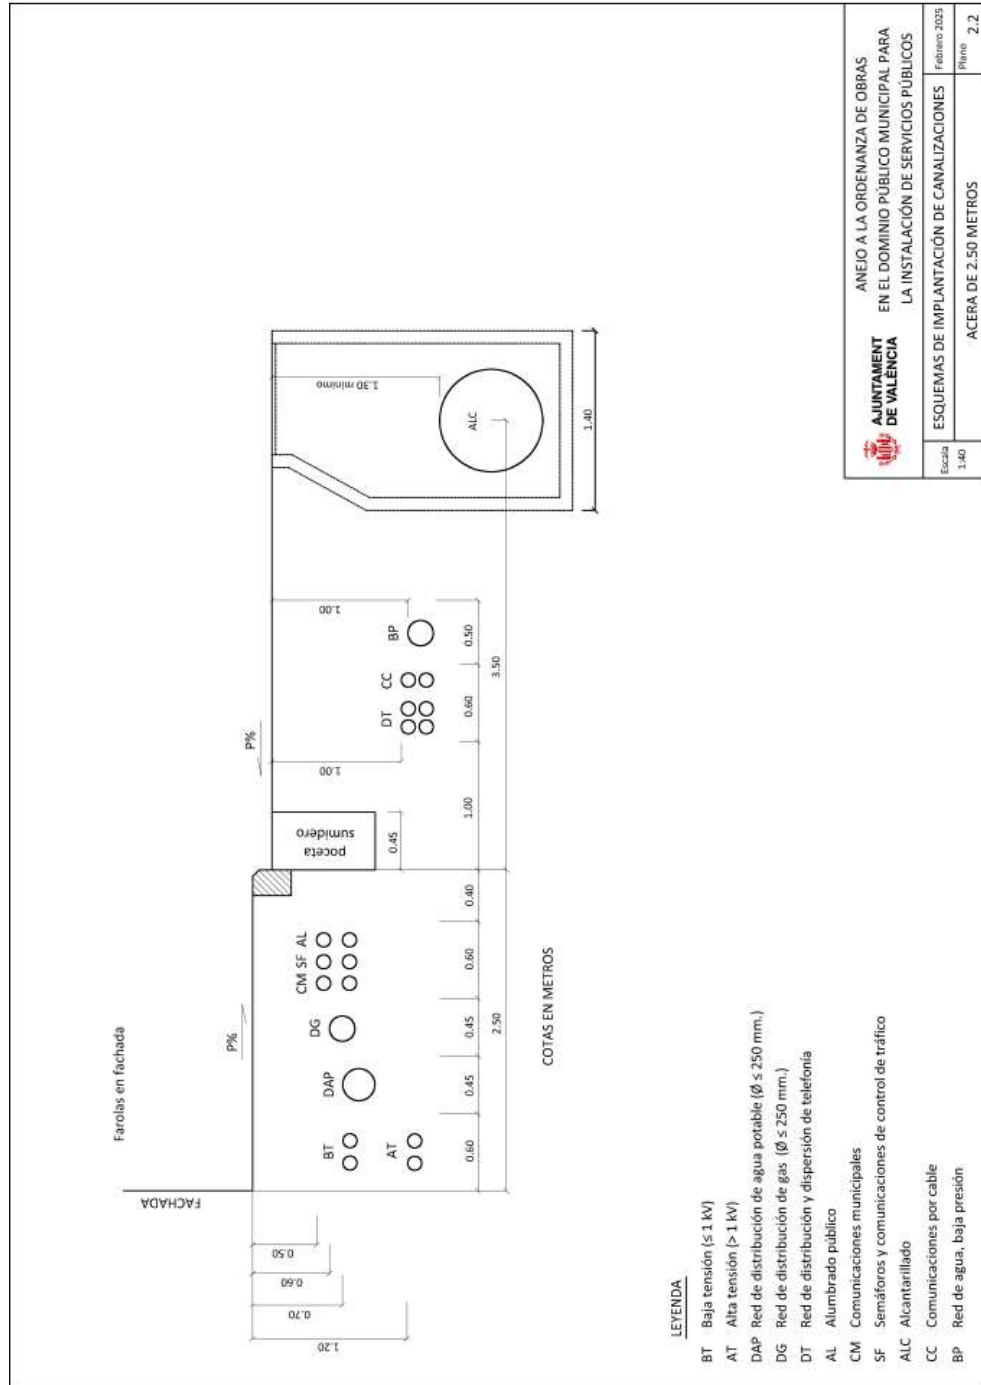 Farolas en fachada
FACHADA
P%
P%
BT
AT
DAP
DG
CM SF AL
poceta
sumidero
DT
CC
BP
ALC
0.50
0.60
0.70
1.20
0.45
1.00
1.00
1.30 mínimo
0.60
0.45
0.45
0.60
0.40
1.00
0.60
0.50
2.50
3.50
1.40
COTAS EN METROS
LEYENDA
BT Baja tensión (≤ 1 kV)
AT Alta tensión (> 1 kV)
DAP Red de distribución de agua potable (Ø ≤ 250 mm.)
DG Red de distribución de gas (Ø ≤ 250 mm.)
DT Red de distribución y dispersión de telefonía
AL Alumbrado público
CM Comunicaciones municipales
SF Semáforos y comunicaciones de control de tráfico
ALC Alcantarillado
CC Comunicaciones por cable
BP Red de agua, baja presión
AJUNTAMENT
DE VALÈNCIA
ANEJO A LA ORDENANZA DE OBRAS
EN EL DOMINIO PÚBLICO MUNICIPAL PARA
LA INSTALACIÓN DE SERVICIOS PÚBLICOS
Escala
1:40
ESQUEMAS DE IMPLANTACIÓN DE CANALIZACIONES
ACERA DE 2.50 METROS
Febrero 2025
Plano
2.2